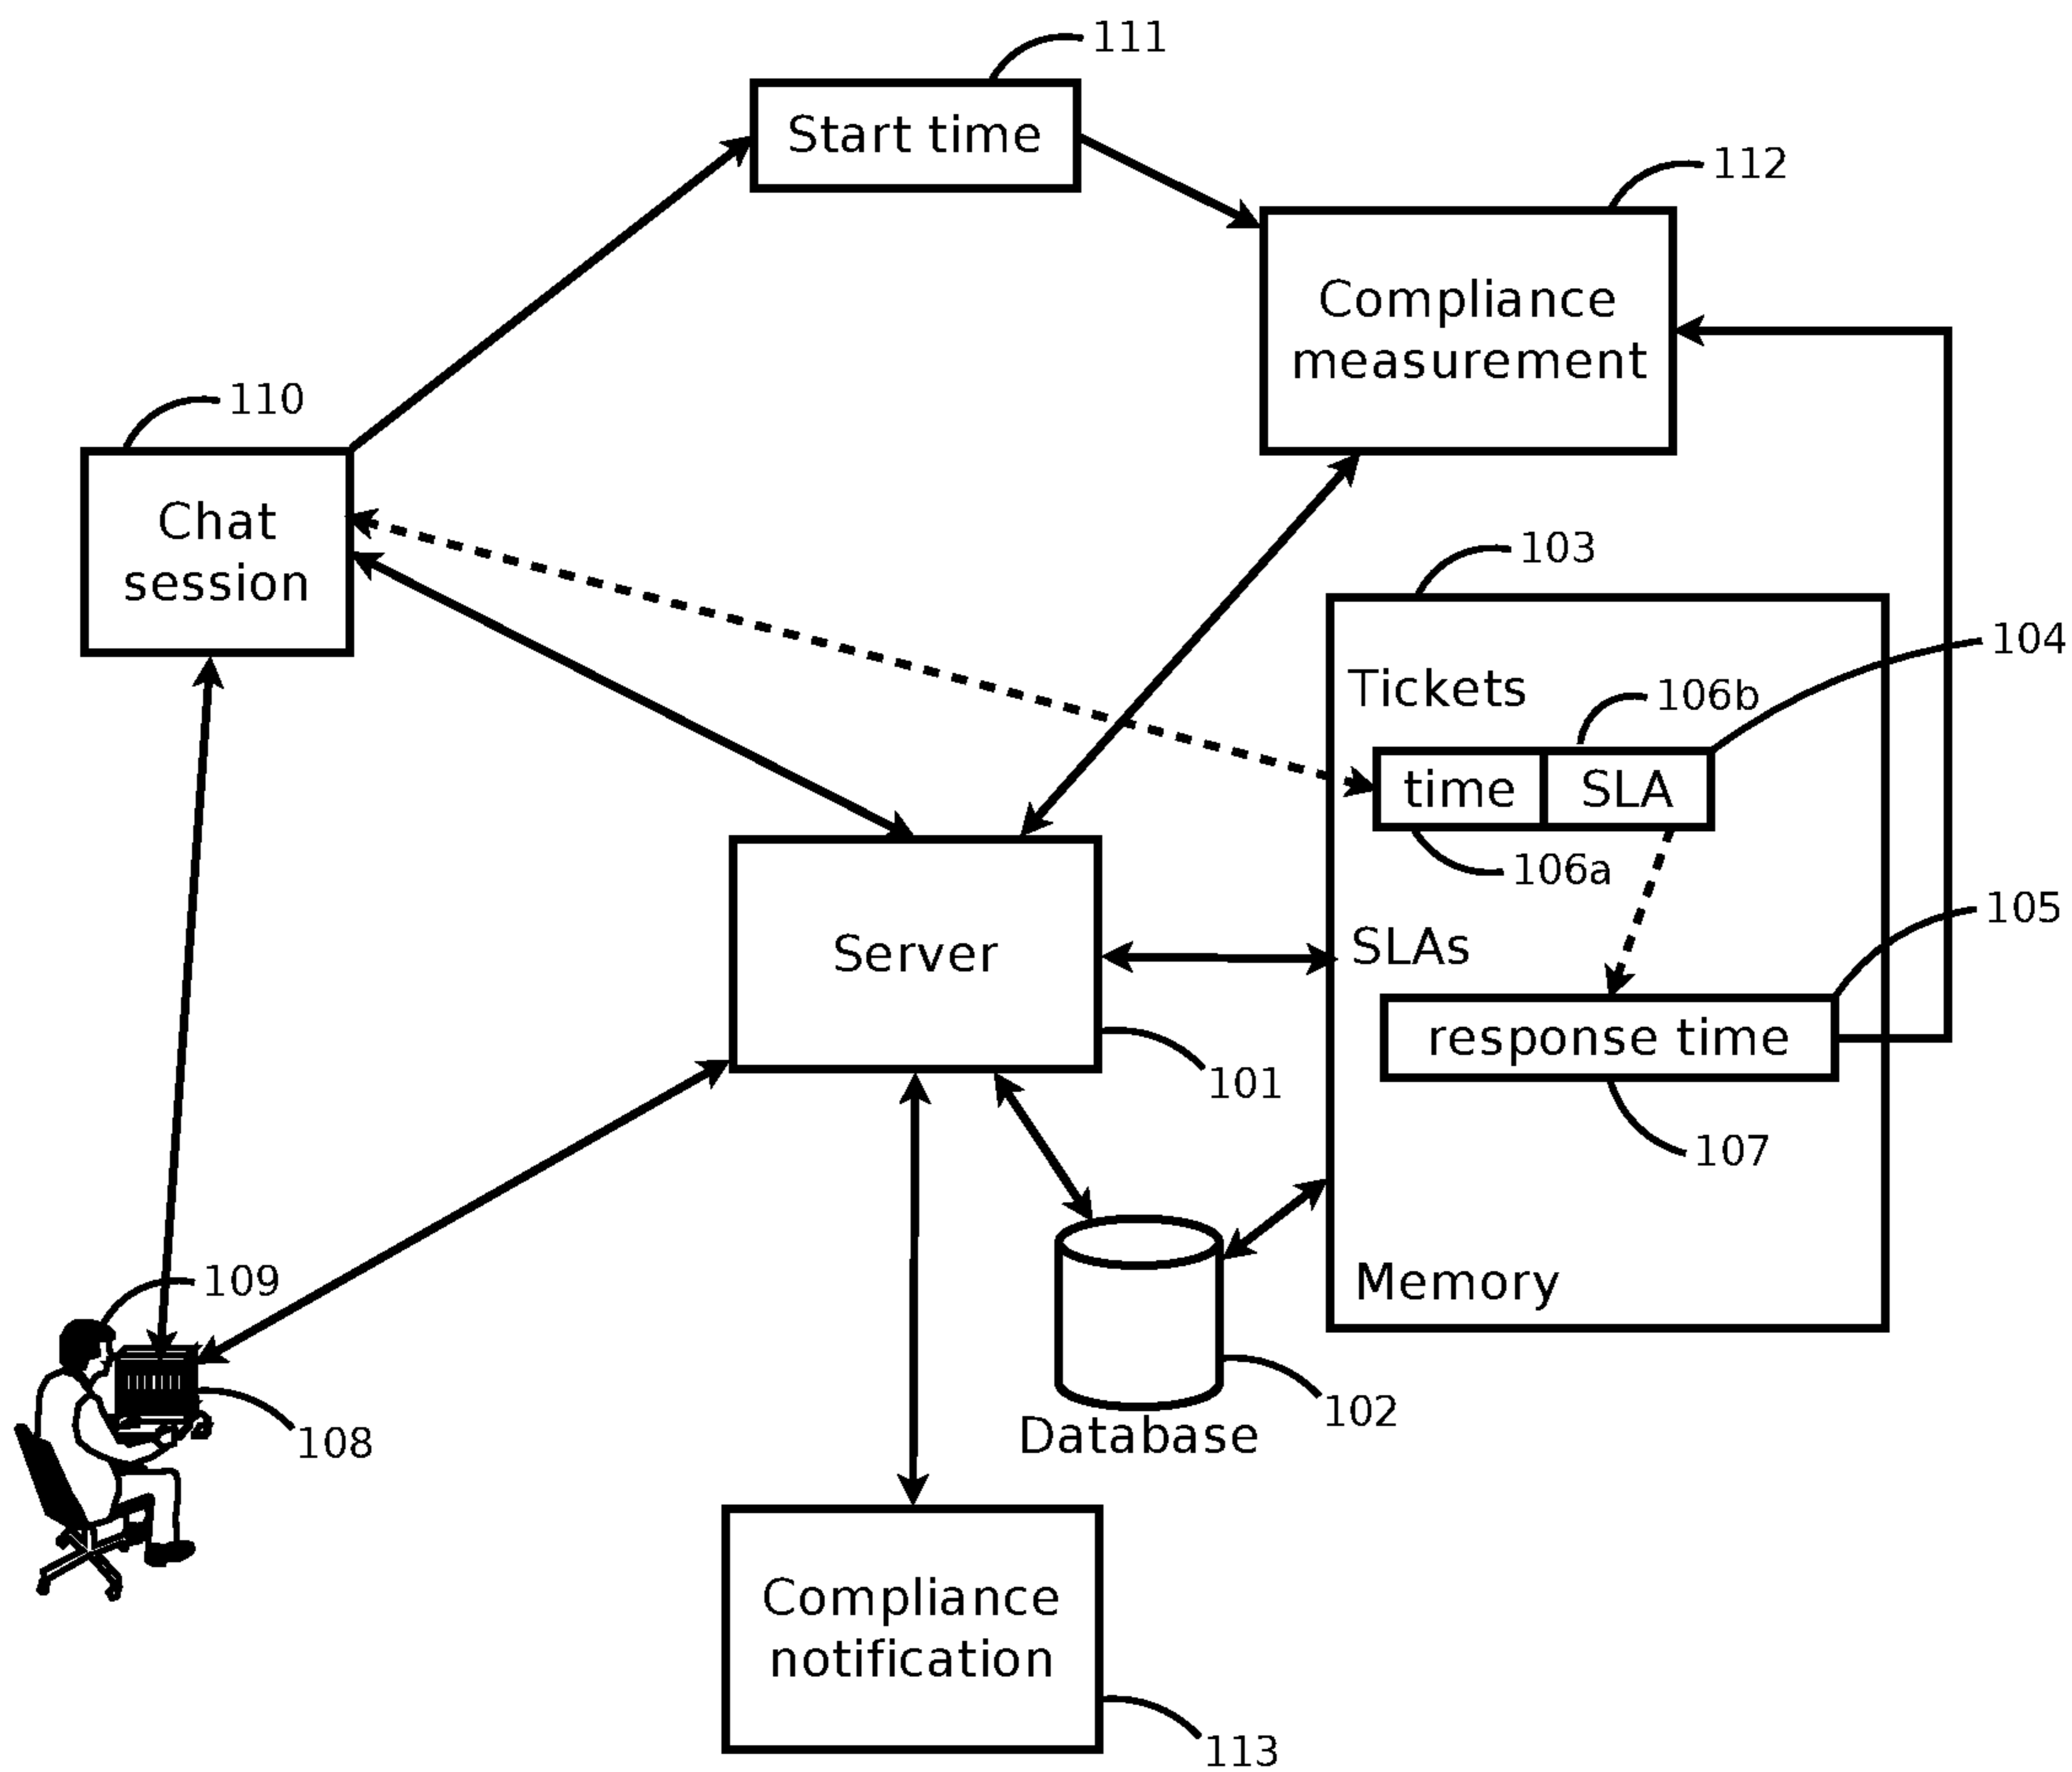 111
Start time
112
Compliance
measurement
110
Chat
session
103
104
Tickets
106b
time
SLA
106a
105
SLAs
Server
response time
101
107
109
Memory
102
108
Database
Compliance
notification
113